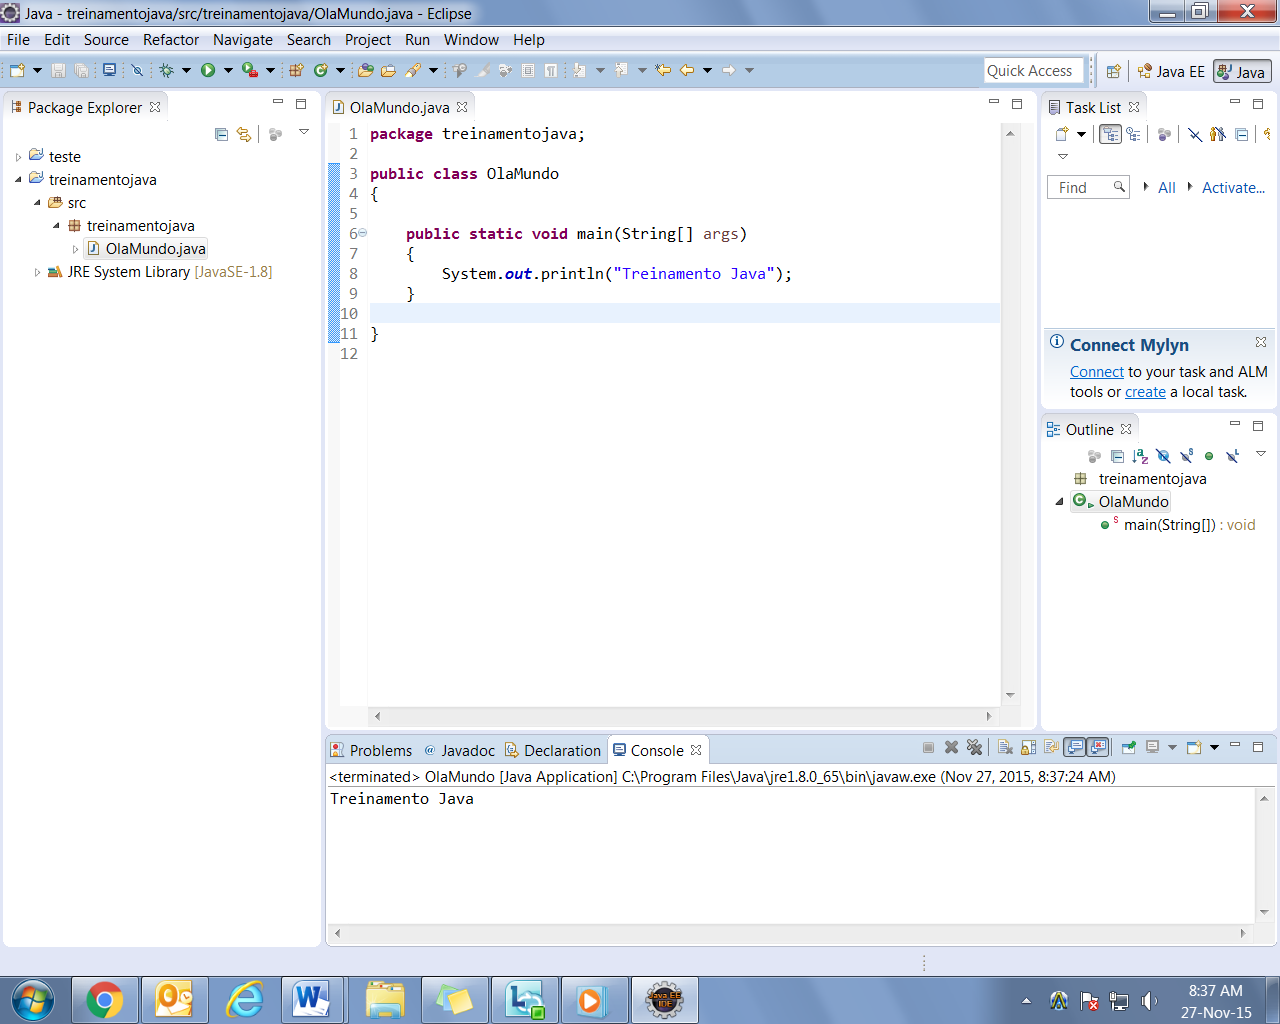 Java - treinamentojava/src/treinamentojava/OlaMundo.java - Eclipse
File Edit Source Refactor Navigate Search Project Run Window Help
Quick Access Java EE Java
Package Explorer
teste
treinamentojava
src
treinamentojava
OlaMundo.java
JRE System Library [JavaSE-1.8]
OlaMundo.java
1 package treinamentojava;
2
3 public class OlaMundo
4 {
5
6 public static void main(String[] args)
7 {
8 System.out.println("Treinamento Java");
9 }
10
11 }
12
Task List
Find All Activate...
Connect Mylyn
Connect to your task and ALM
tools or create a local task.
Outline
treinamentojava
OlaMundo
main(String[]) : void
Problems @ Javadoc Declaration Console
<terminated> OlaMundo [Java Application] C:\Program Files\Java\jre1.8.0_65\bin\javaw.exe (Nov 27, 2015, 8:37:24 AM)
Treinamento Java
Java EE
IDE
8:37 AM
27-Nov-15